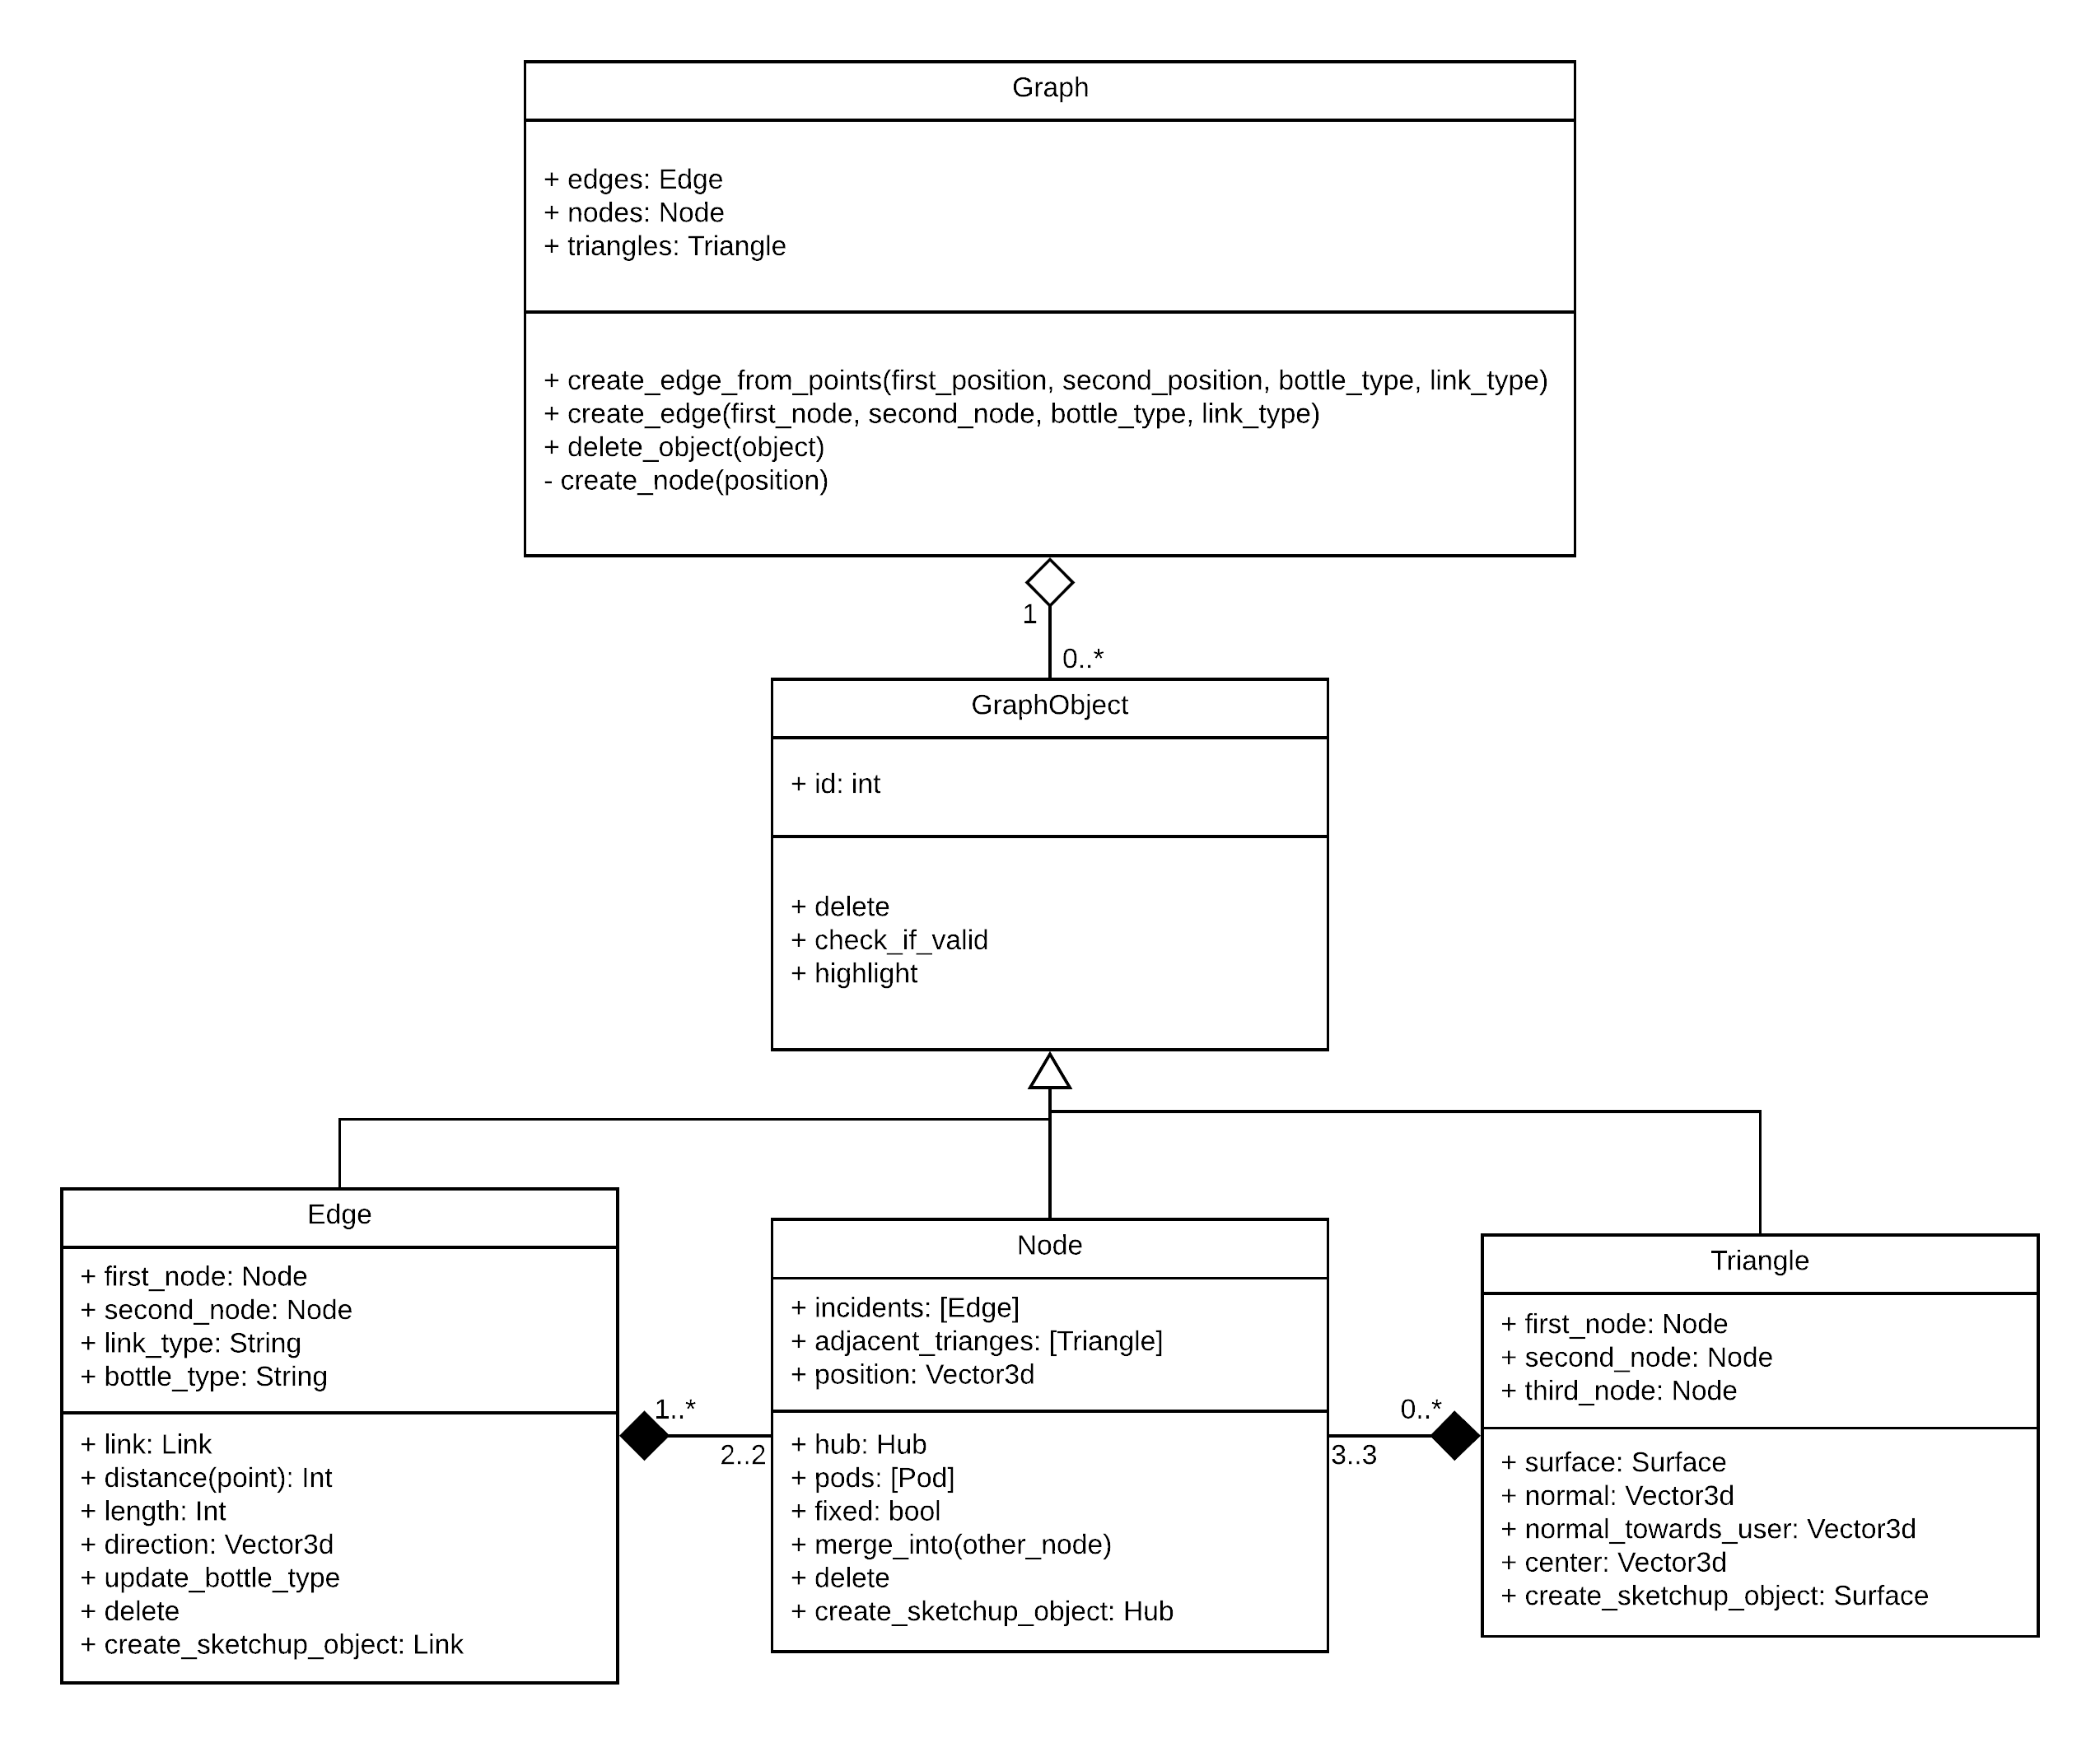 Graph
+ edges: Edge
+ nodes: Node
+ triangles: Triangle
+ create_edge_from_points(first_position, second_position, bottle_type, link_type)
+ create_edge(first_node, second_node, bottle_type, link_type)
+ delete_object(object)
- create_node(position)
1
0..*
GraphObject
+ id: int
+ delete
+ check_if_valid
+ highlight
Edge
+ first_node: Node
+ second_node: Node
+ link_type: String
+ bottle_type: String
+ link: Link
+ distance(point): Int
+ length: Int
+ direction: Vector3d
+ update_bottle_type
+ delete
+ create_sketchup_object: Link
1..*
2..2
Node
+ incidents: [Edge]
+ adjacent_trianges: [Triangle]
+ position: Vector3d
+ hub: Hub
+ pods: [Pod]
+ fixed: bool
+ merge_into(other_node)
+ delete
+ create_sketchup_object: Hub
0..*
3..3
Triangle
+ first_node: Node
+ second_node: Node
+ third_node: Node
+ surface: Surface
+ normal: Vector3d
+ normal_towards_user: Vector3d
+ center: Vector3d
+ create_sketchup_object: Surface